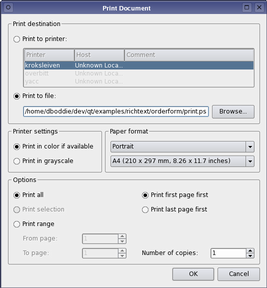 Print Document
Print destination
Print to printer:
Printer Host Comment
kroksleiven Unknown Loca..
overbitt Unknown Loca..
Print to file:
/home/dboddie/dev/qt/examples/richtext/orderform/print.ps Browse...
Printer settings Paper format
Print in color if available Portrait
Print in grayscale A4 (210 x 297 mm, 8.26 x 11.7 inches)
Options
Print all Print first page first
Print selection Print last page first
Print range
From page: 1
To page: 1 Number of copies: 1
OK Cancel